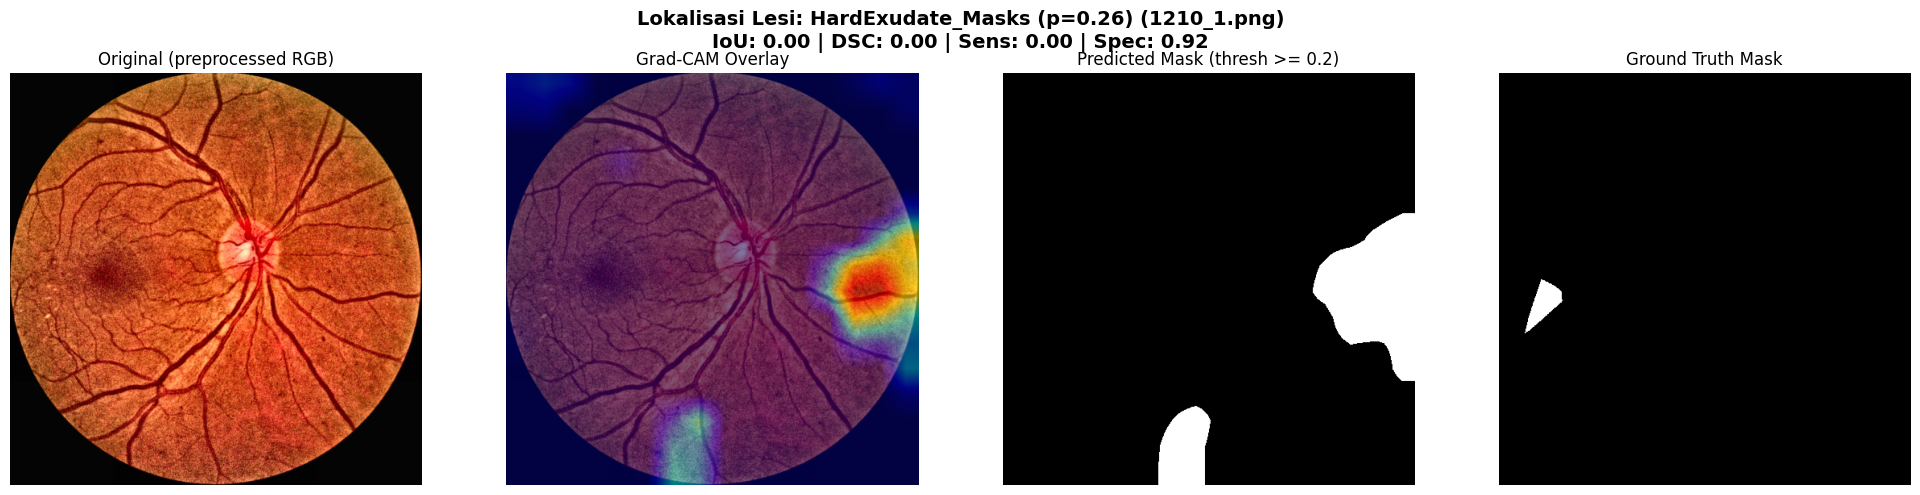 Lokalisasi Lesi: HardExudate_Masks (p=0.26) (1210_1.png)
IoU: 0.00 | DSC: 0.00 | Sens: 0.00 | Spec: 0.92
Original (preprocessed RGB)
Grad-CAM Overlay
Predicted Mask (thresh >= 0.2)
Ground Truth Mask